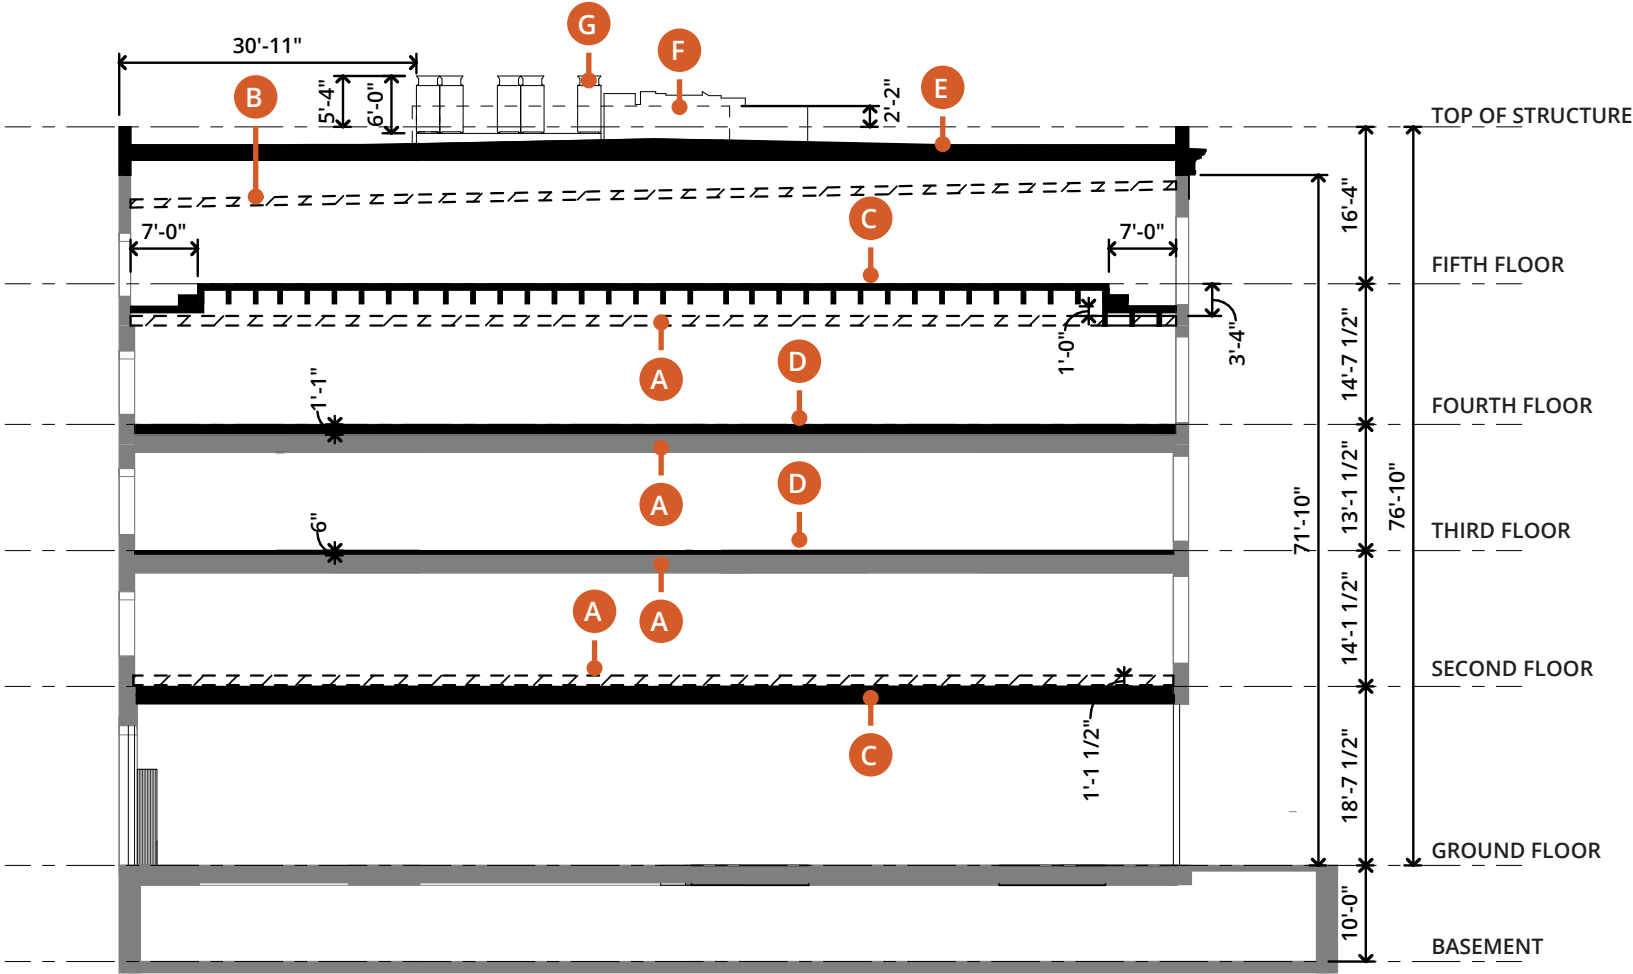 G
F
30'-11"
B
5'-4"
6'-0"
2'-2"
E
TOP OF STRUCTURE
16'-4"
C
7'-0"
7'-0"
FIFTH FLOOR
1'-0"
3'-4"
14'-7 1/2"
A
D
1'-1"
FOURTH FLOOR
A
D
13'-1 1/2"
76'-10"
71'-10"
6"
THIRD FLOOR
A
A
14'-1 1/2"
SECOND FLOOR
C
1'-1 1/2"
18'-7 1/2"
GROUND FLOOR
10'-0"
BASEMENT